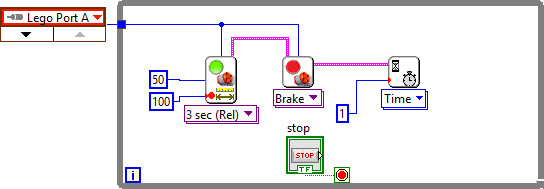 Lego Port A
50
100
3 sec (Rel)
Brake
1
Time
stop
STOP
TF
i